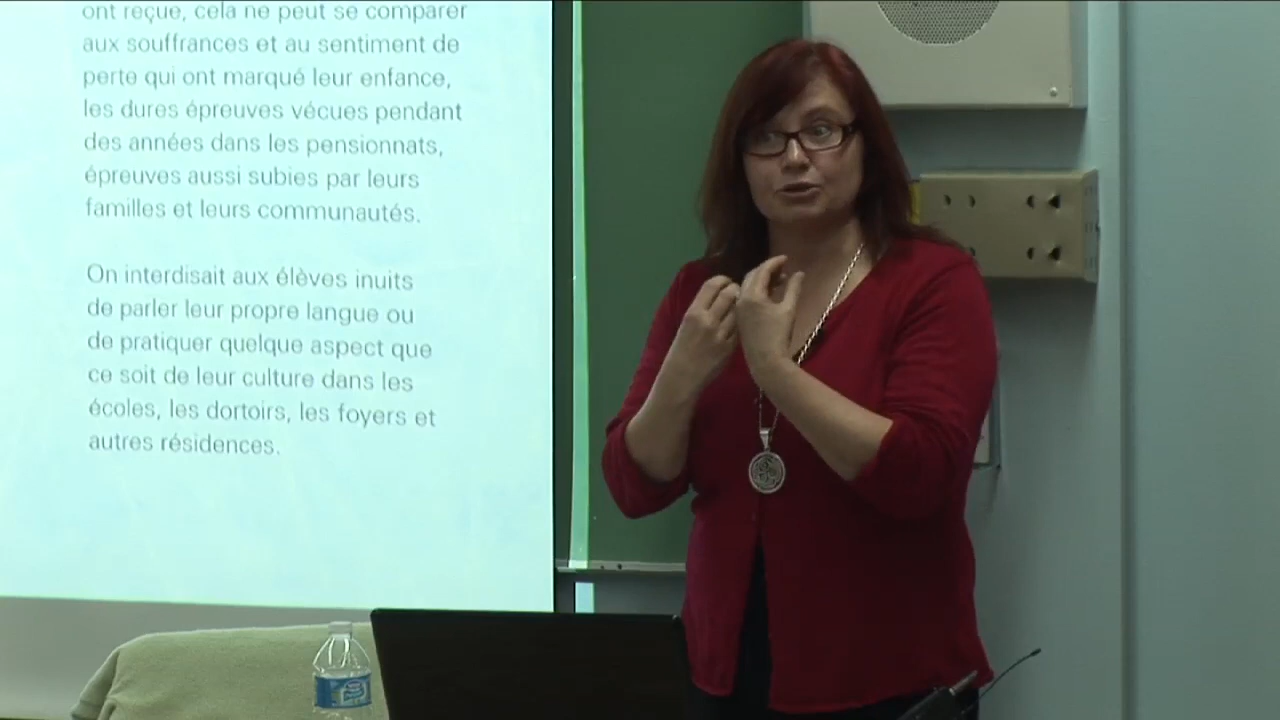 ont reçue, cela ne peut se comparer
aux souffrances et au sentiment de
perte qui ont marqué leur enfance,
les dures épreuves vécues pendant
des années dans les pensionnats,
épreuves aussi subies par leurs
familles et leurs communautés.
On interdisait aux élèves inuits
de parler leur propre langue ou
de pratiquer quelque aspect que
ce soit de leur culture dans les
écoles, les dortoirs, les foyers et
autres résidences.